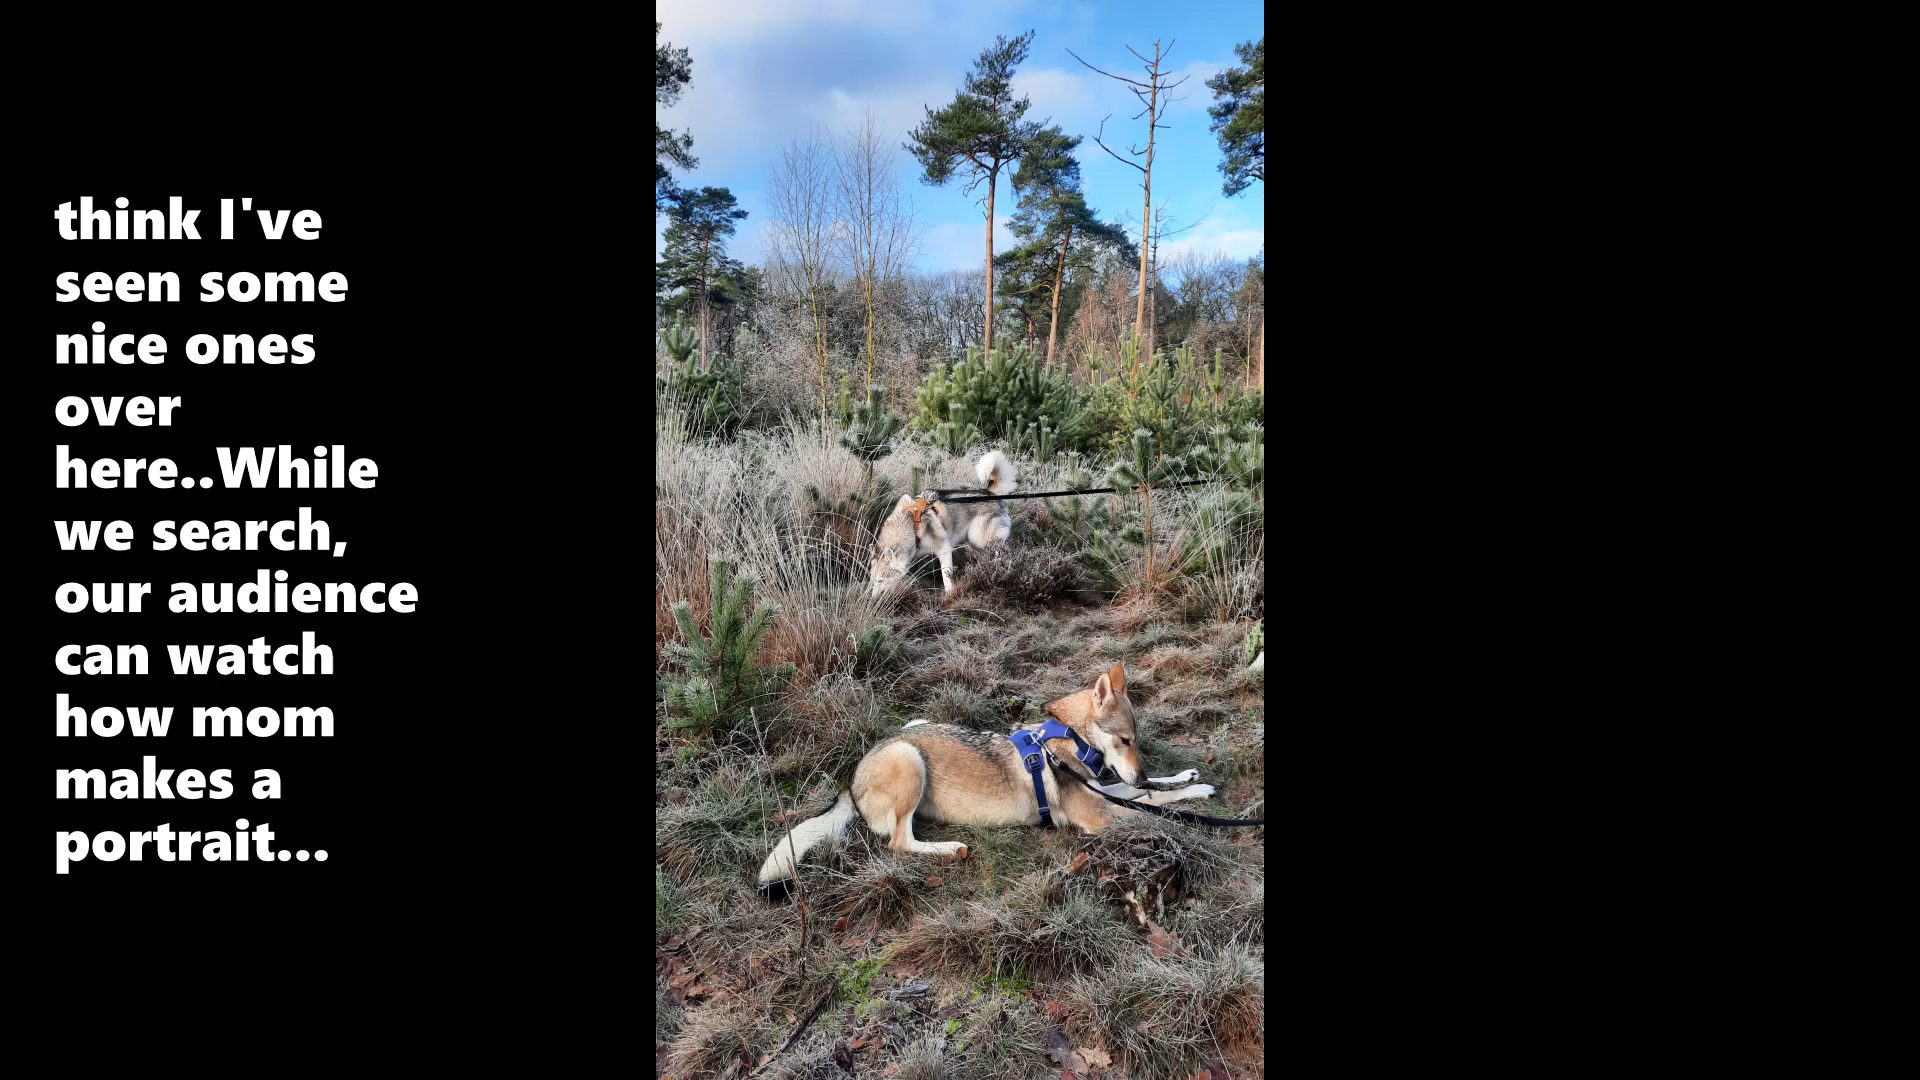 think I've
seen some
nice ones
over
here..While
we search,
our audience
can watch
how mom
makes a
portrait...